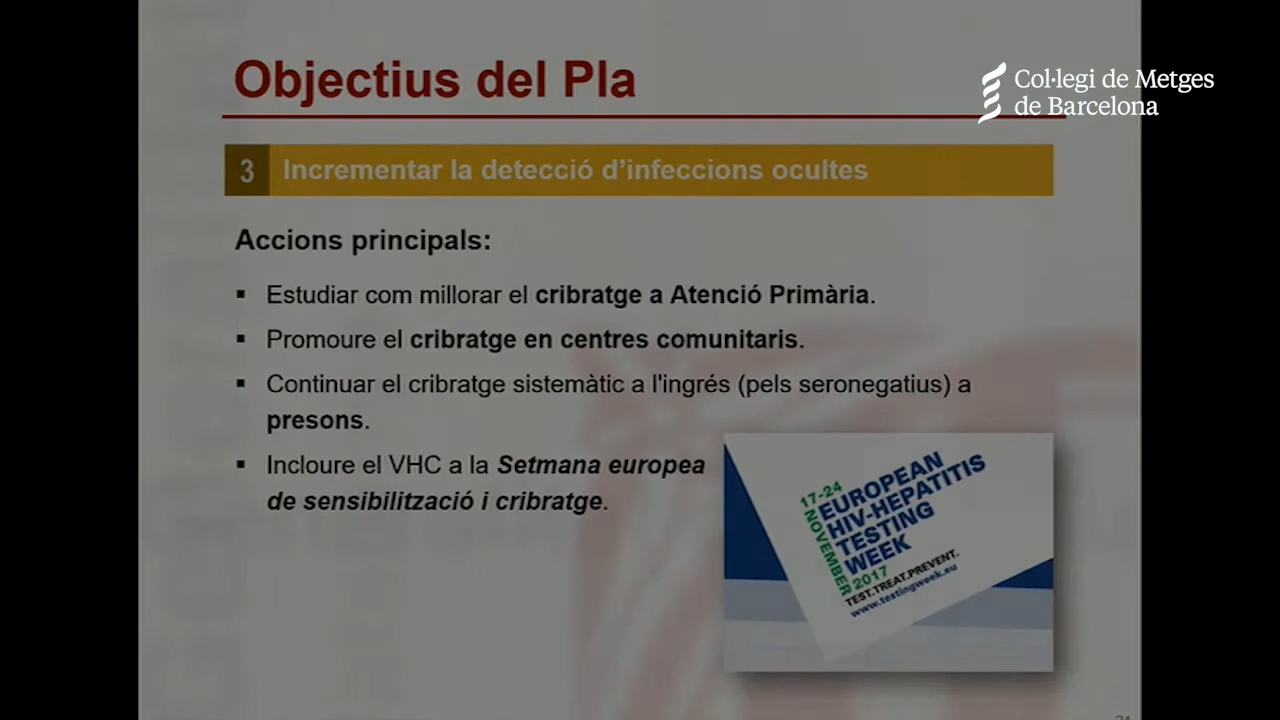 Objectius del Pla
Col·legi de Metges
de Barcelona
3 Incrementar la detecció d’infeccions ocultes
Accions principals:
▪ Estudiar com millorar el cribratge a Atenció Primària.
▪ Promoure el cribratge en centres comunitaris.
▪ Continuar el cribratge sistemàtic a l'ingrés (pels seronegatius) a
presons.
▪ Incloure el VHC a la Setmana europea
de sensibilització i cribratge.
17-24
NOVEMBER
2017
EUROPEAN
HIV-HEPATITIS
TESTING
WEEK
TEST.TREAT.PREVENT.
www.testingweek.eu